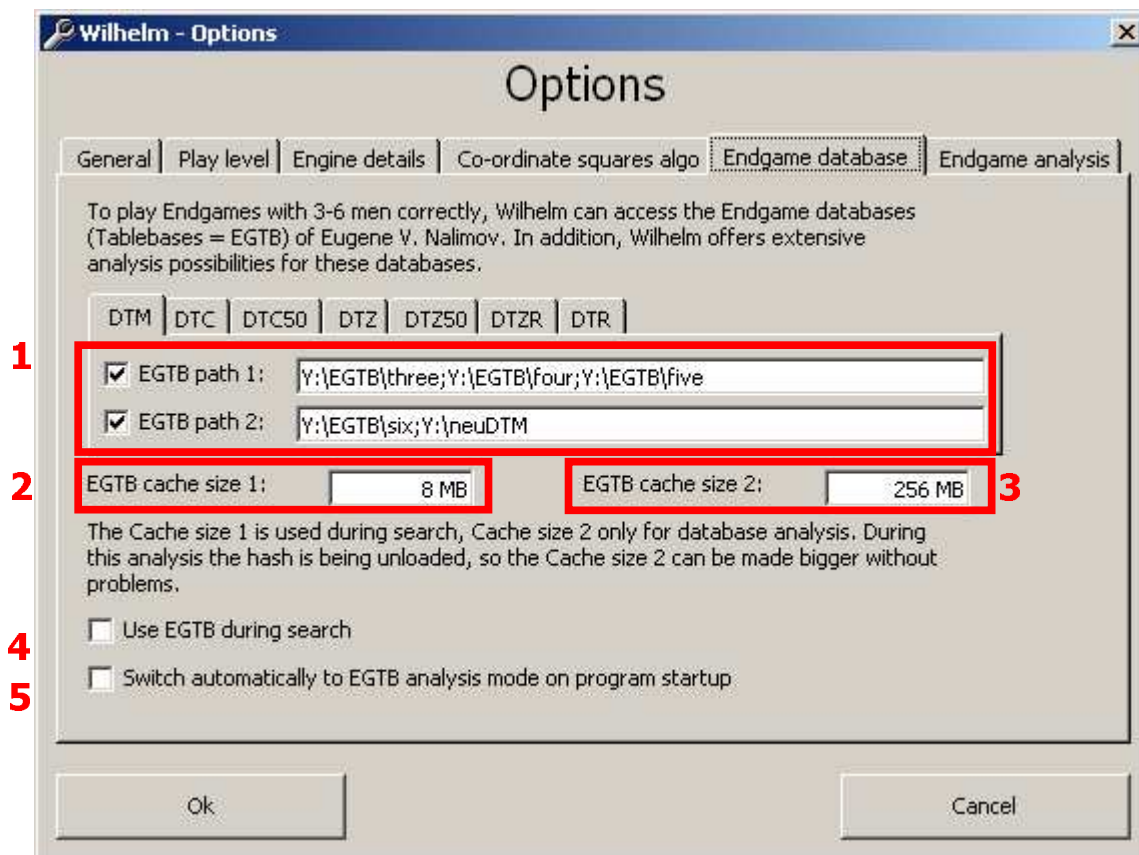 Wilhelm - Options
Options
General Play level Engine details Co-ordinate squares algo Endgame database Endgame analysis
To play Endgames with 3-6 men correctly, Wilhelm can access the Endgame databases
(Tablebases = EGTB) of Eugene V. Nalimov. In addition, Wilhelm offers extensive
analysis possibilities for these databases.
DTM DTC DTC50 DTZ DTZ50 DTZR DTR
1
EGTB path 1: Y:\EGTB\three;Y:\EGTB\four;Y:\EGTB\five
EGTB path 2: Y:\EGTB\six;Y:\neuDTM
2 EGTB cache size 1: 8 MB EGTB cache size 2: 256 MB 3
The Cache size 1 is used during search, Cache size 2 only for database analysis. During
this analysis the hash is being unloaded, so the Cache size 2 can be made bigger without
problems.
4 Use EGTB during search
5 Switch automatically to EGTB analysis mode on program startup
Ok Cancel